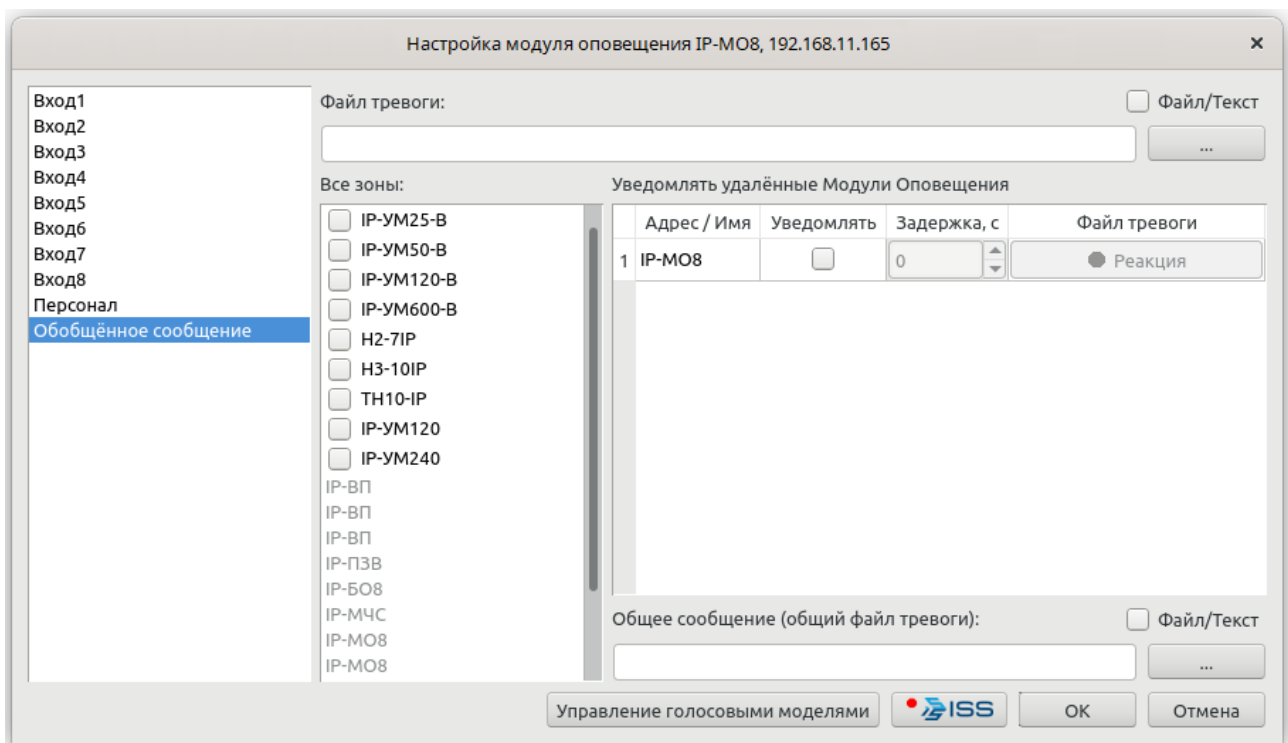 Настройка модуля оповещения IP-MO8, 192.168.11.165
Вход1
Вход2
Вход3
Вход4
Вход5
Вход6
Вход7
Вход8
Персонал
Обобщённое сообщение
Файл тревоги:
Файл/Текст
...
Все зоны:
IP-УМ25-В
IP-УМ50-В
IP-УМ120-В
IP-УМ600-В
Н2-7IP
Н3-10IP
ТН10-IP
IP-УМ120
IP-УМ240
IP-ВП
IP-ВП
IP-ВП
IP-ПЗВ
IP-БО8
IP-МЧС
IP-МО8
IP-МО8
Уведомлять удалённые Модули Оповещения
Адрес / Имя Уведомлять Задержка, с Файл тревоги
1 IP-МО8 0 Реакция
Общее сообщение (общий файл тревоги):
Файл/Текст
...
Управление голосовыми моделями
ISS
ОК
Отмена